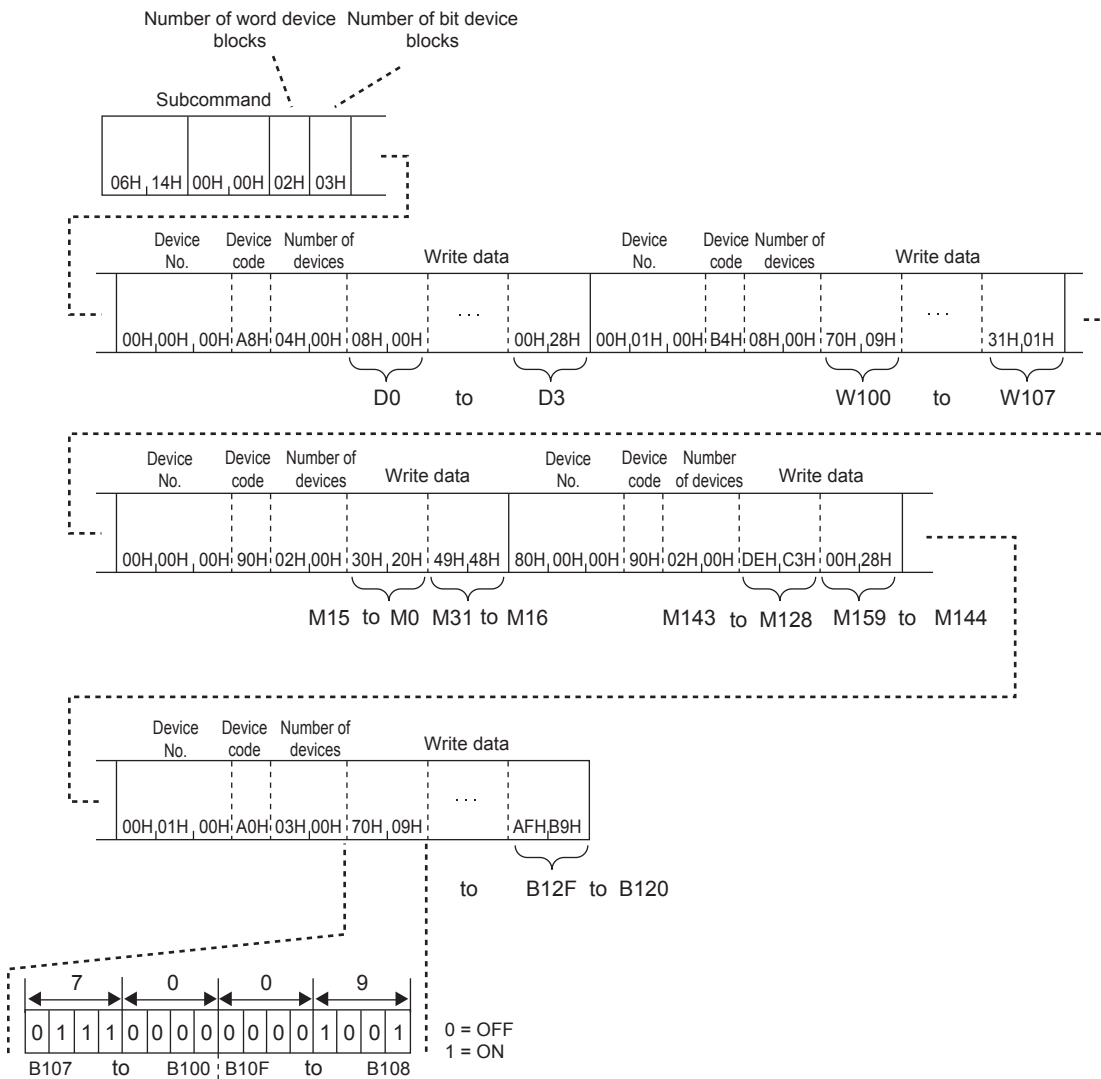 Number of word device blocks
Number of bit device blocks
Subcommand
06H 14H 00H 00H 02H 03H
Device No. Device code Number of devices Write data Device No. Device code Number of devices Write data
00H 00H 00H A8H 04H 00H 08H 00H ... 00H 28H 00H 01H 00H B4H 08H 00H 70H 09H ... 31H 01H
D0 to D3 W100 to W107
Device No. Device code Number of devices Write data Device No. Device code Number of devices Write data
00H 00H 00H 90H 02H 00H 30H 20H 49H 48H 80H 00H 00H 90H 02H 00H DEH C3H 00H 28H
M15 to M0 M31 to M16 M143 to M128 M159 to M144
Device No. Device code Number of devices Write data
00H 01H 00H A0H 03H 00H 70H 09H ... AFH B9H
to B12F to B120
7 0 0 9
0 1 1 1 0 0 0 0 0 0 0 0 1 0 0 1
0 = OFF
1 = ON
B107 to B100 B10F to B108